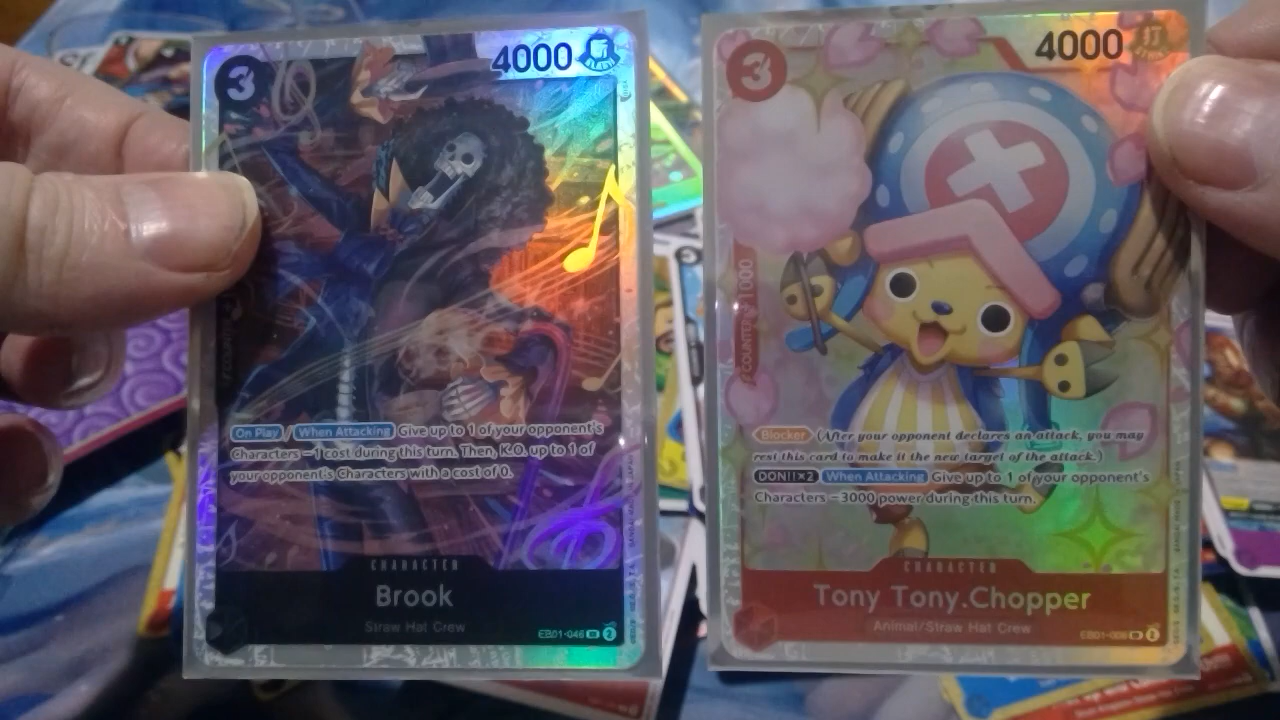 3
4000
On Play / When Attacking Give up to 1 of your opponent's
Characters −1 cost during this turn. Then, K.O. up to 1 of
your opponent's Characters with a cost of 0.
CHARACTER
Brook
Straw Hat Crew
EB01-046
3
4000
COUNTER +1000
Blocker (After your opponent declares an attack, you may
rest this card to make it the new target of the attack.)
DON!!×2 When Attacking Give up to 1 of your opponent's
Characters −3000 power during this turn.
CHARACTER
Tony Tony.Chopper
Animal/Straw Hat Crew